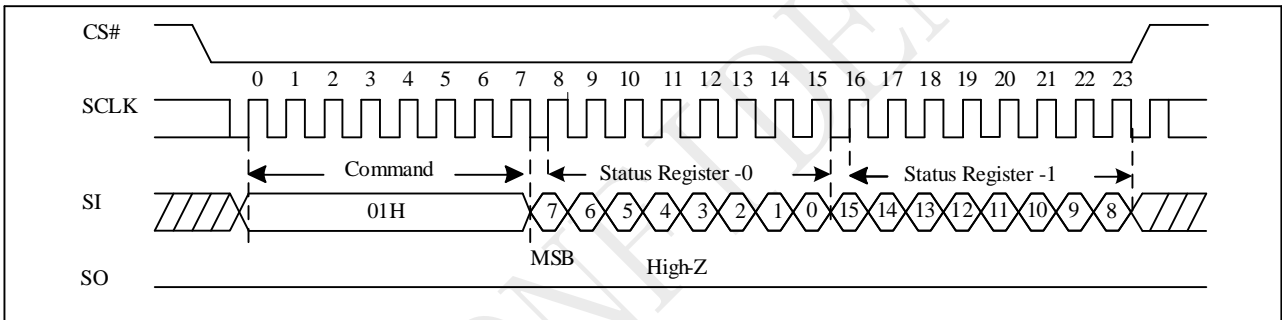 CS#
0 1 2 3 4 5 6 7 8 9 10 11 12 13 14 15 16 17 18 19 20 21 22 23
SCLK
Command Status Register -0 Status Register -1
SI 01H 7 6 5 4 3 2 1 0 15 14 13 12 11 10 9 8
MSB High-Z
SO